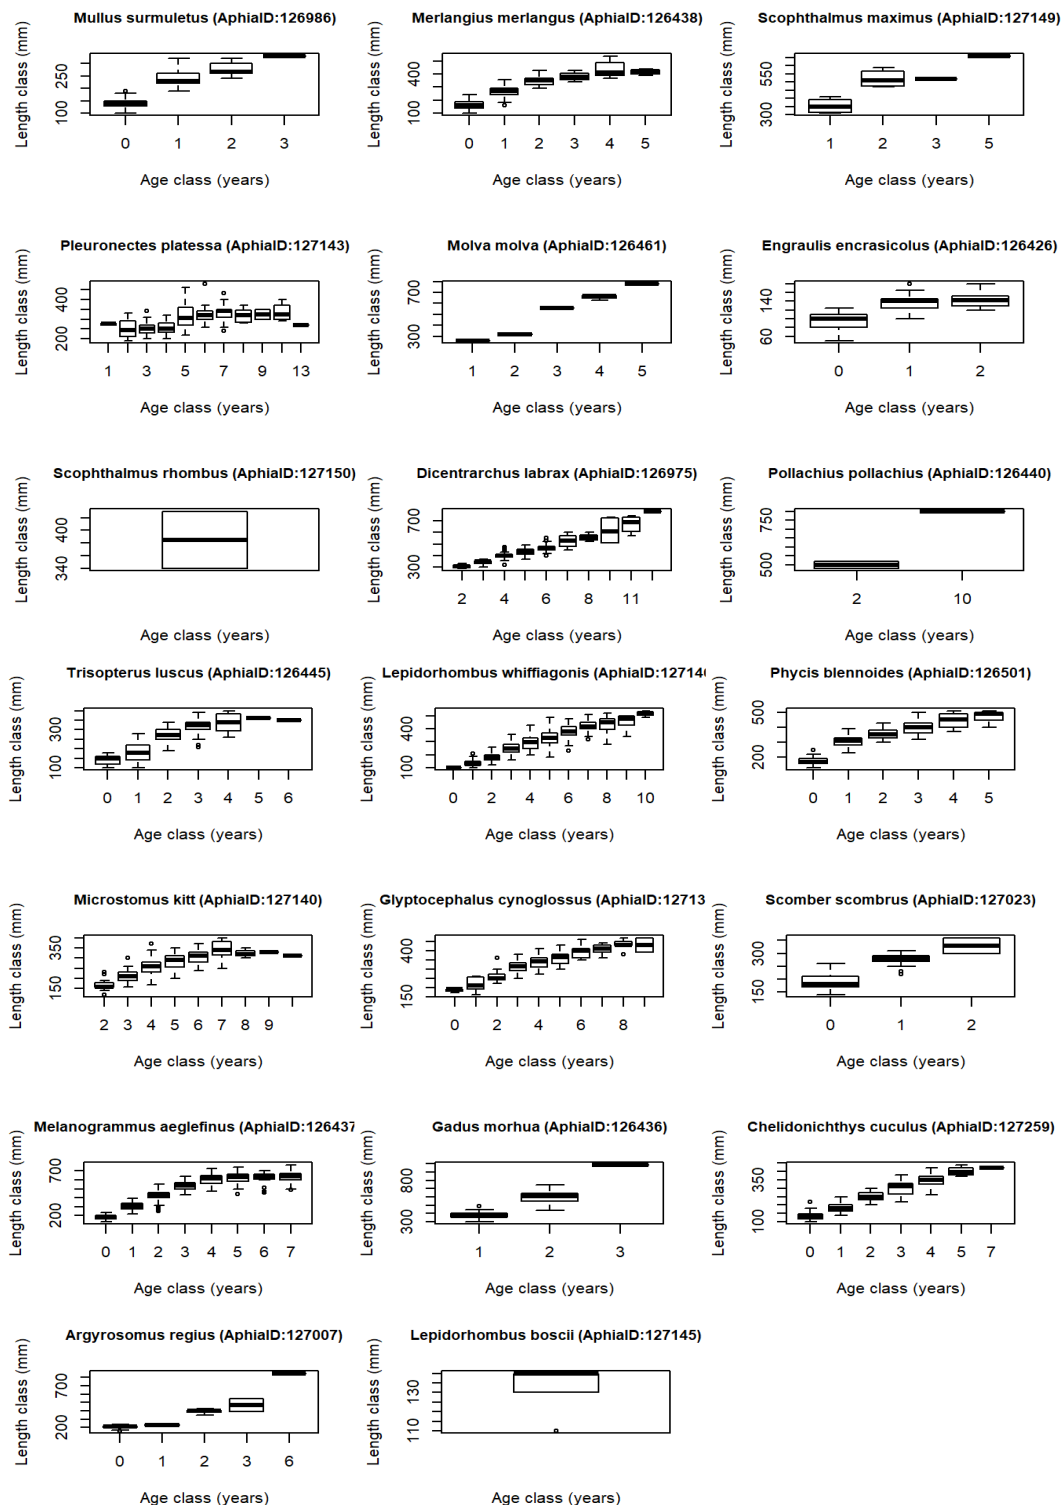 Mullus surmuletus (AphiaID:126986)
Length class (mm)
100 250
0 1 2 3
Age class (years)
Merlangius merlangus (AphiaID:126438)
Length class (mm)
100 400
0 1 2 3 4 5
Age class (years)
Scophthalmus maximus (AphiaID:127149)
Length class (mm)
300 550
1 2 3 5
Age class (years)
Pleuronectes platessa (AphiaID:127143)
Length class (mm)
200 400
1 3 5 7 9 13
Age class (years)
Molva molva (AphiaID:126461)
Length class (mm)
300 700
1 2 3 4 5
Age class (years)
Engraulis encrasicolus (AphiaID:126426)
Length class (mm)
60 140
0 1 2
Age class (years)
Scophthalmus rhombus (AphiaID:127150)
Length class (mm)
340 400
Age class (years)
Dicentrarchus labrax (AphiaID:126975)
Length class (mm)
300 700
2 4 6 8 11
Age class (years)
Pollachius pollachius (AphiaID:126440)
Length class (mm)
500 750
2 10
Age class (years)
Trisopterus luscus (AphiaID:126445)
Length class (mm)
100 300
0 1 2 3 4 5 6
Age class (years)
Lepidorhombus whiffiagonis (AphiaID:12714
Length class (mm)
100 400
0 2 4 6 8 10
Age class (years)
Phycis blennoides (AphiaID:126501)
Length class (mm)
200 500
0 1 2 3 4 5
Age class (years)
Microstomus kitt (AphiaID:127140)
Length class (mm)
150 350
2 3 4 5 6 7 8 9
Age class (years)
Glyptocephalus cynoglossus (AphiaID:12713
Length class (mm)
150 400
0 2 4 6 8
Age class (years)
Scomber scombrus (AphiaID:127023)
Length class (mm)
150 300
0 1 2
Age class (years)
Melanogrammus aeglefinus (AphiaID:126437
Length class (mm)
200 700
0 1 2 3 4 5 6 7
Age class (years)
Gadus morhua (AphiaID:126436)
Length class (mm)
300 800
1 2 3
Age class (years)
Chelidonichthys cuculus (AphiaID:127259)
Length class (mm)
100 350
0 1 2 3 4 5 7
Age class (years)
Argyrosomus regius (AphiaID:127007)
Length class (mm)
200 700
0 1 2 3 6
Age class (years)
Lepidorhombus boscii (AphiaID:127145)
Length class (mm)
110 130
Age class (years)